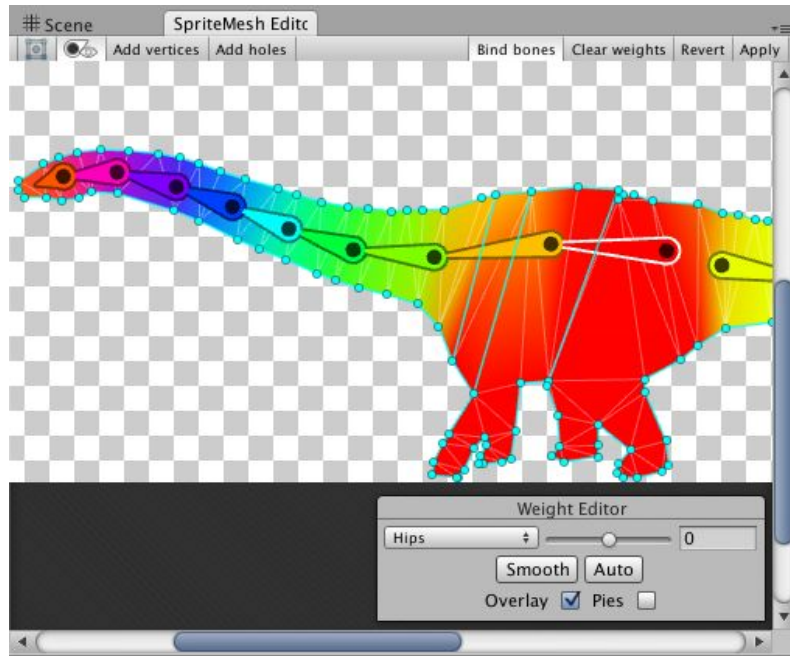 Scene
SpriteMesh Editc
Add vertices
Add holes
Bind bones
Clear weights
Revert
Apply
Weight Editor
Hips
0
Smooth
Auto
Overlay
Pies